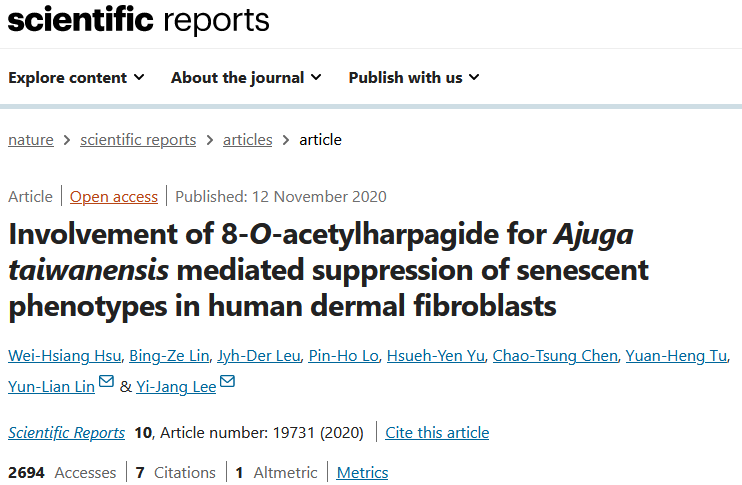 scientific reports
Explore content About the journal Publish with us
nature > scientific reports > articles > article
Article | Open access | Published: 12 November 2020
Involvement of 8-O-acetylharpagide for Ajuga
taiwanensis mediated suppression of senescent
phenotypes in human dermal fibroblasts
Wei-Hsiang Hsu, Bing-Ze Lin, Jyh-Der Leu, Pin-Ho Lo, Hsueh-Yen Yu, Chao-Tsung Chen, Yuan-Heng Tu,
Yun-Lian Lin & Yi-Jang Lee
Scientific Reports 10, Article number: 19731 (2020) | Cite this article
2694 Accesses | 7 Citations | 1 Altmetric | Metrics